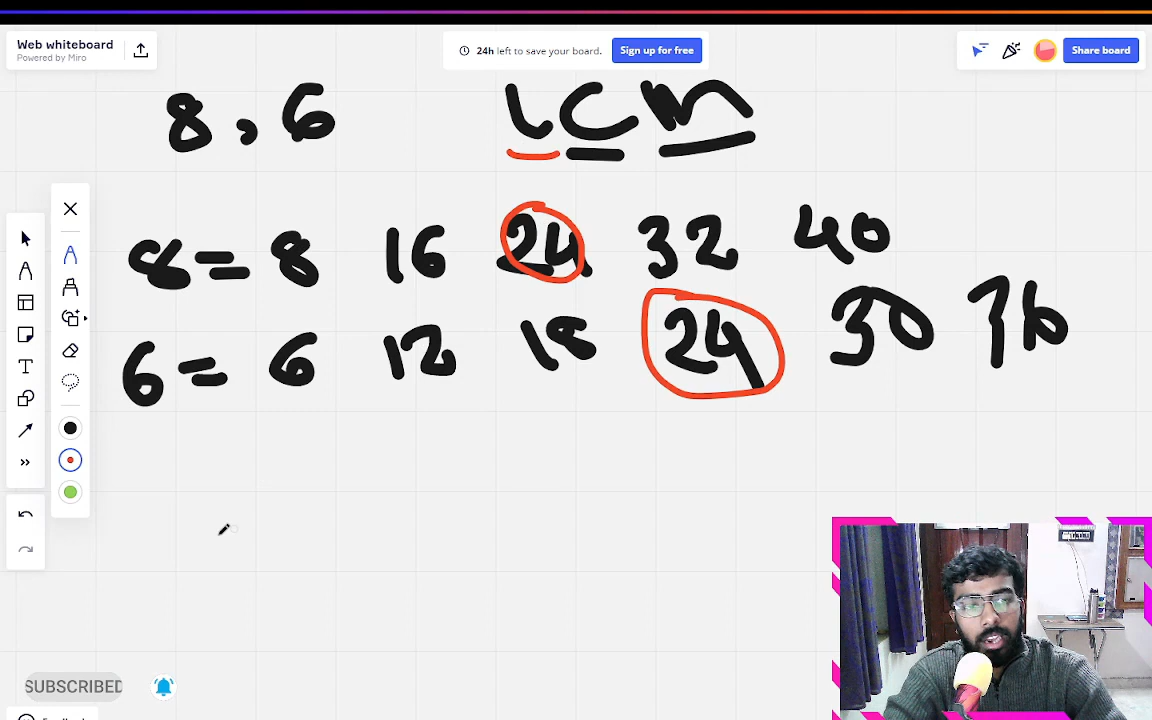 Web whiteboard
Powered by Miro
24h left to save your board.
Sign up for free
Share board
8, 6 LCM
8= 8 16 24 32 40
6= 6 12 18 24 30 36
T
SUBSCRIBED